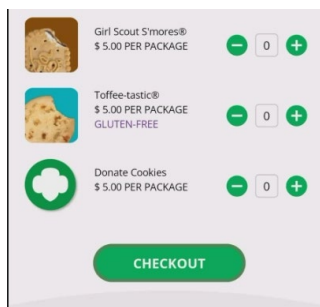 Girl Scout S'mores®
$ 5.00 PER PACKAGE
0
Toffee-tastic®
$ 5.00 PER PACKAGE
GLUTEN-FREE
0
Donate Cookies
$ 5.00 PER PACKAGE
0
CHECKOUT